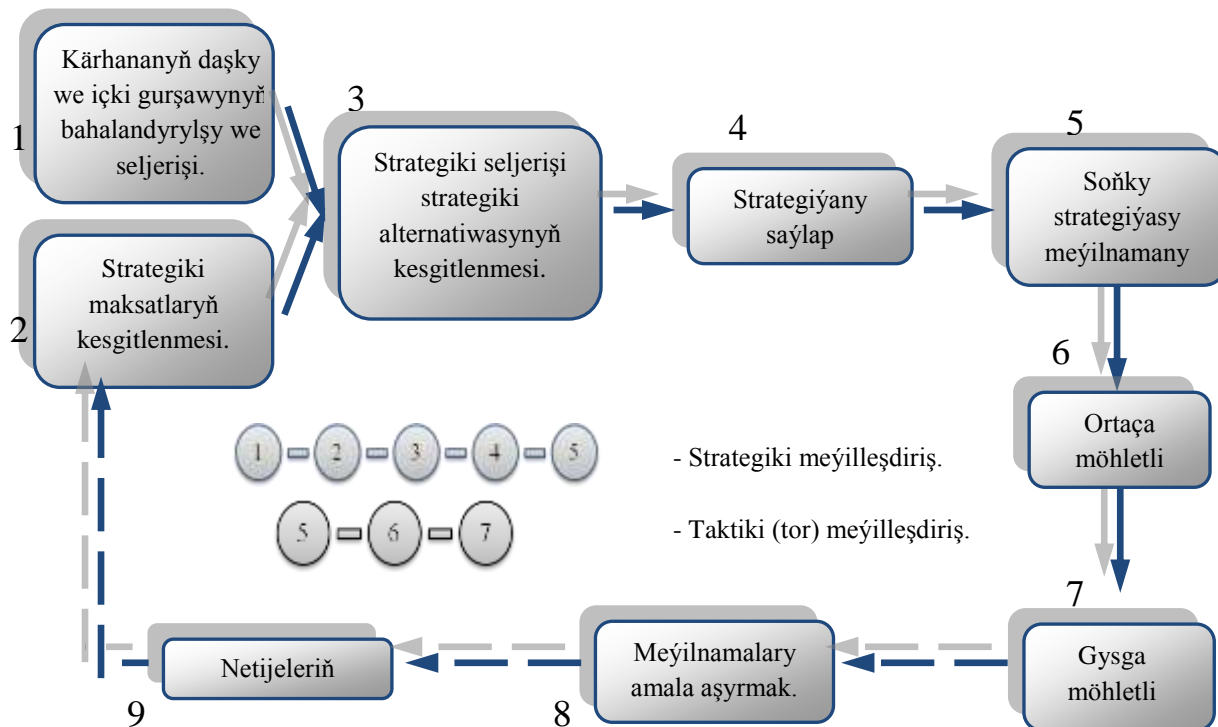 1
Kärhananyň daşky
we içki gurşawynyň
bahalandyrylşy we
seljerişi.
2
Strategiki
maksatlaryň
kesgitlenmesi.
3
Strategiki seljerişi
strategiki
alternatiwasynyň
kesgitlenmesi.
4
Strategiýany
saýlap
5
Soňky
strategiýasy
meýilnamany
6
Ortaça
möhletli
1 2 3 4 5
- Strategiki meýilleşdiriş.
5 6 7
- Taktiki (tor) meýilleşdiriş.
7
Gysga
möhletli
8
Meýilnamalary
amala aşyrmak.
9
Netijeleriň